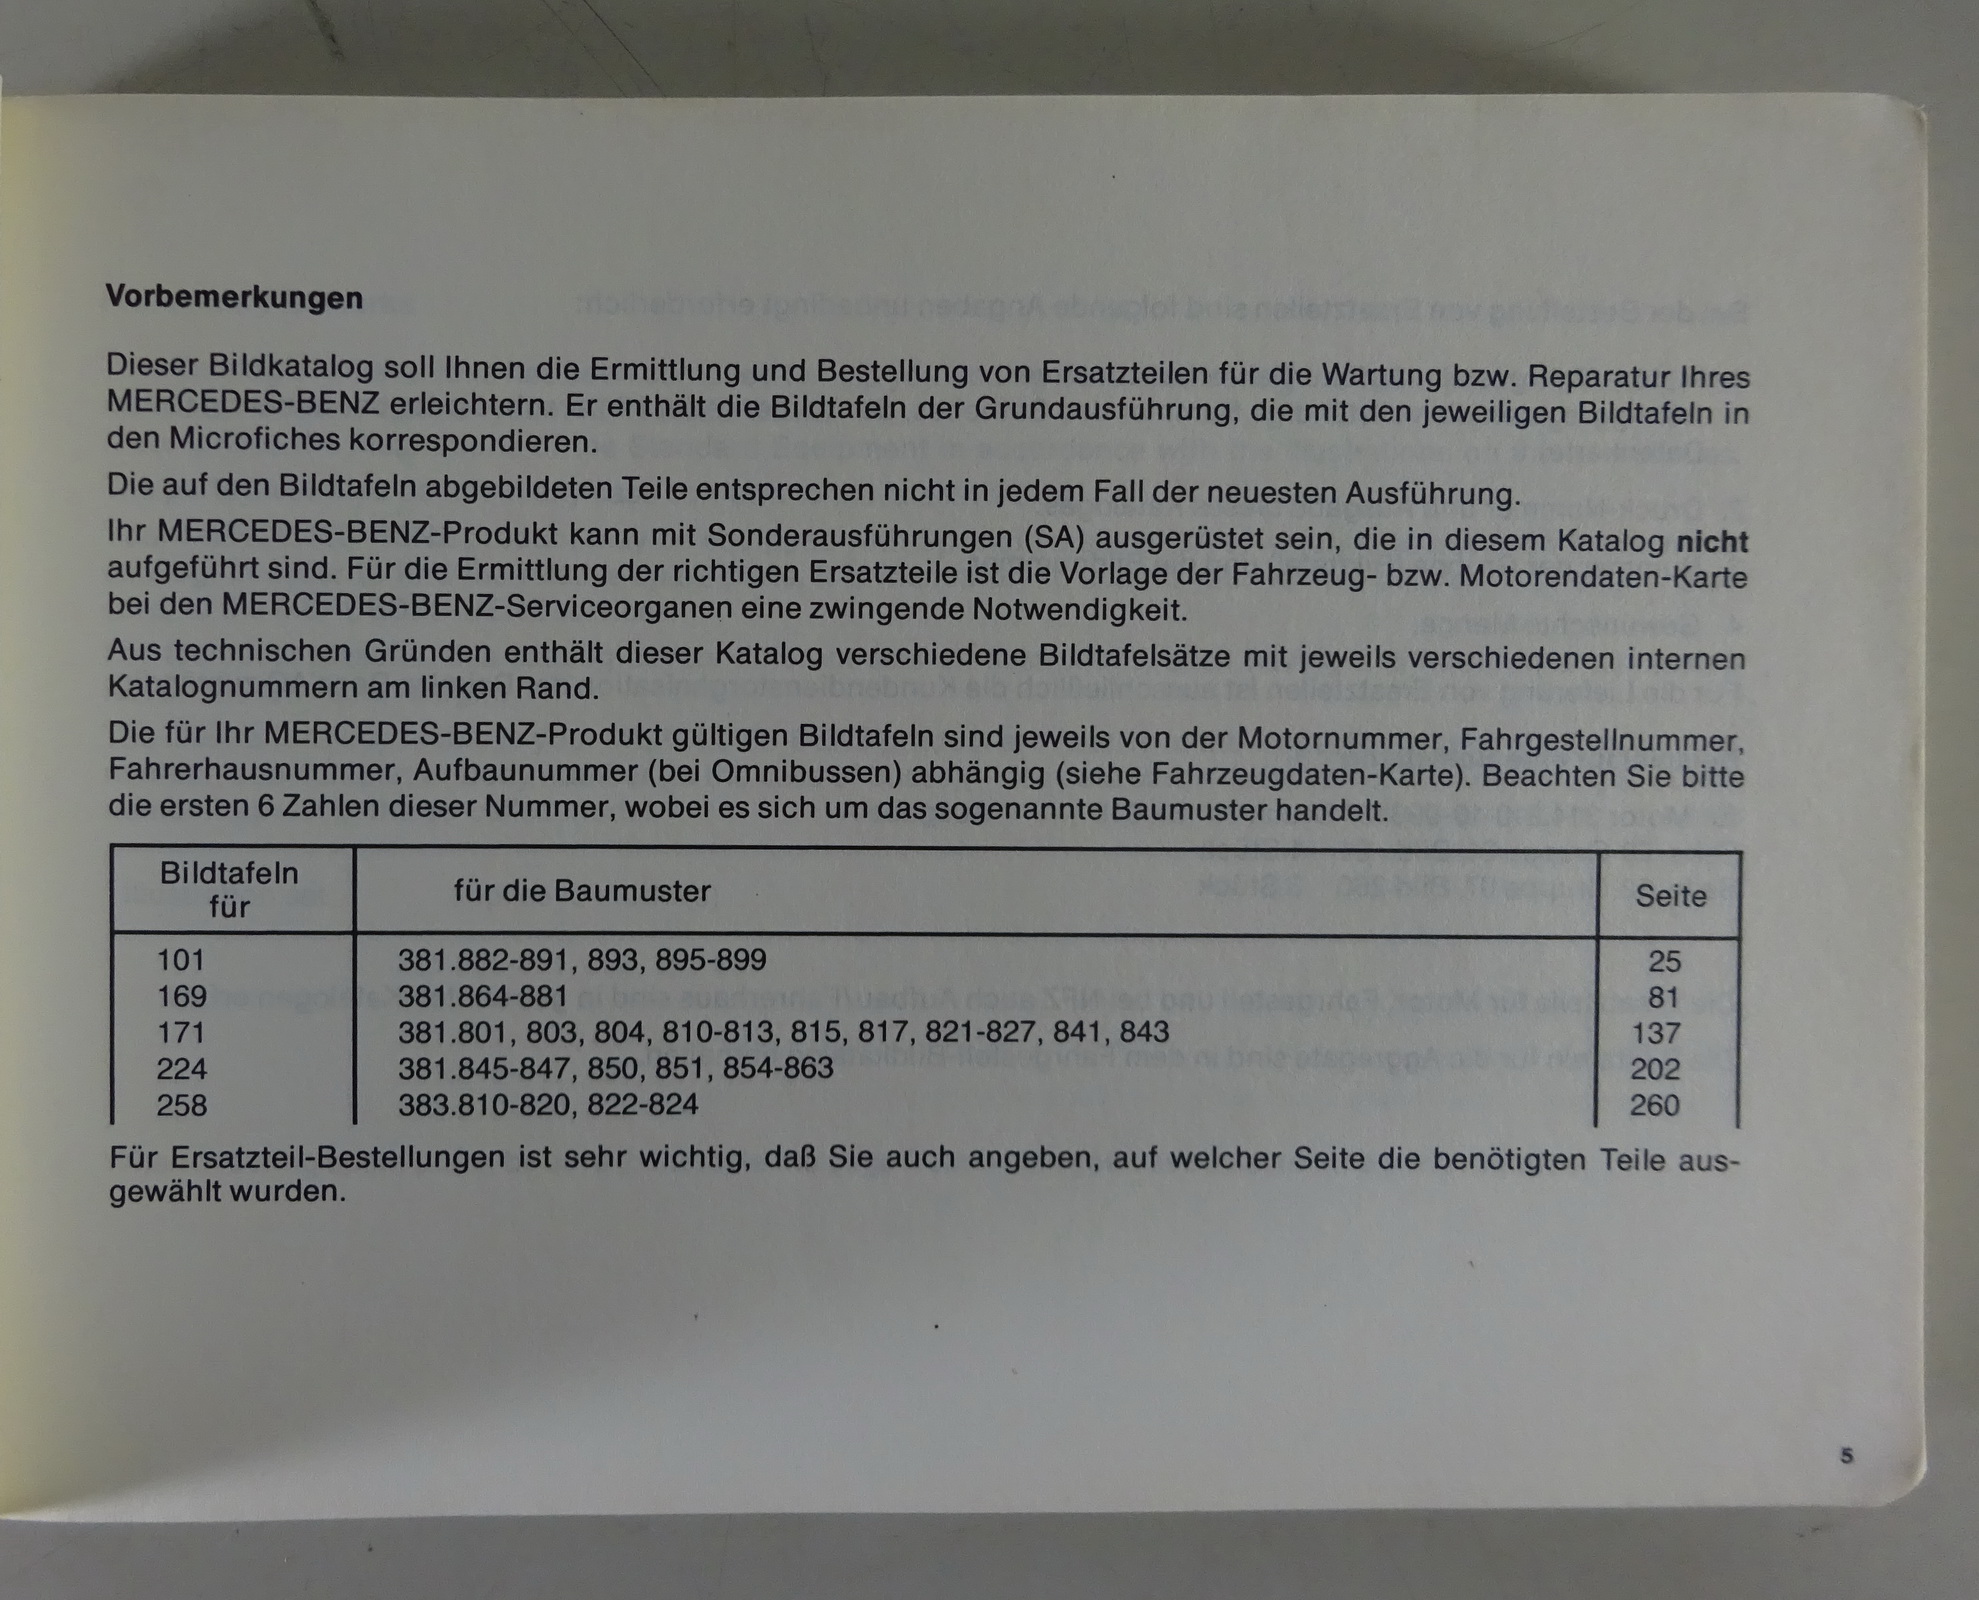 Vorbemerkungen
Dieser Bildkatalog soll Ihnen die Ermittlung und Bestellung von Ersatzteilen für die Wartung bzw. Reparatur Ihres
MERCEDES-BENZ erleichtern. Er enthält die Bildtafeln der Grundausführung, die mit den jeweiligen Bildtafeln in
den Microfiches korrespondieren.
Die auf den Bildtafeln abgebildeten Teile entsprechen nicht in jedem Fall der neuesten Ausführung.
Ihr MERCEDES-BENZ-Produkt kann mit Sonderausführungen (SA) ausgerüstet sein, die in diesem Katalog nicht
aufgeführt sind. Für die Ermittlung der richtigen Ersatzteile ist die Vorlage der Fahrzeug- bzw. Motorendaten-Karte
bei den MERCEDES-BENZ-Serviceorganen eine zwingende Notwendigkeit.
Aus technischen Gründen enthält dieser Katalog verschiedene Bildtafelsätze mit jeweils verschiedenen internen
Katalognummern am linken Rand.
Die für Ihr MERCEDES-BENZ-Produkt gültigen Bildtafeln sind jeweils von der Motornummer, Fahrgestellnummer,
Fahrerhausnummer, Aufbaunummer (bei Omnibussen) abhängig (siehe Fahrzeugdaten-Karte). Beachten Sie bitte
die ersten 6 Zahlen dieser Nummer, wobei es sich um das sogenannte Baumuster handelt.
Bildtafeln für | für die Baumuster | Seite
101 | 381.882-891, 893, 895-899 | 25
169 | 381.864-881 | 81
171 | 381.801, 803, 804, 810-813, 815, 817, 821-827, 841, 843 | 137
224 | 381.845-847, 850, 851, 854-863 | 202
258 | 383.810-820, 822-824 | 260
Für Ersatzteil-Bestellungen ist sehr wichtig, daß Sie auch angeben, auf welcher Seite die benötigten Teile aus-
gewählt wurden.
5